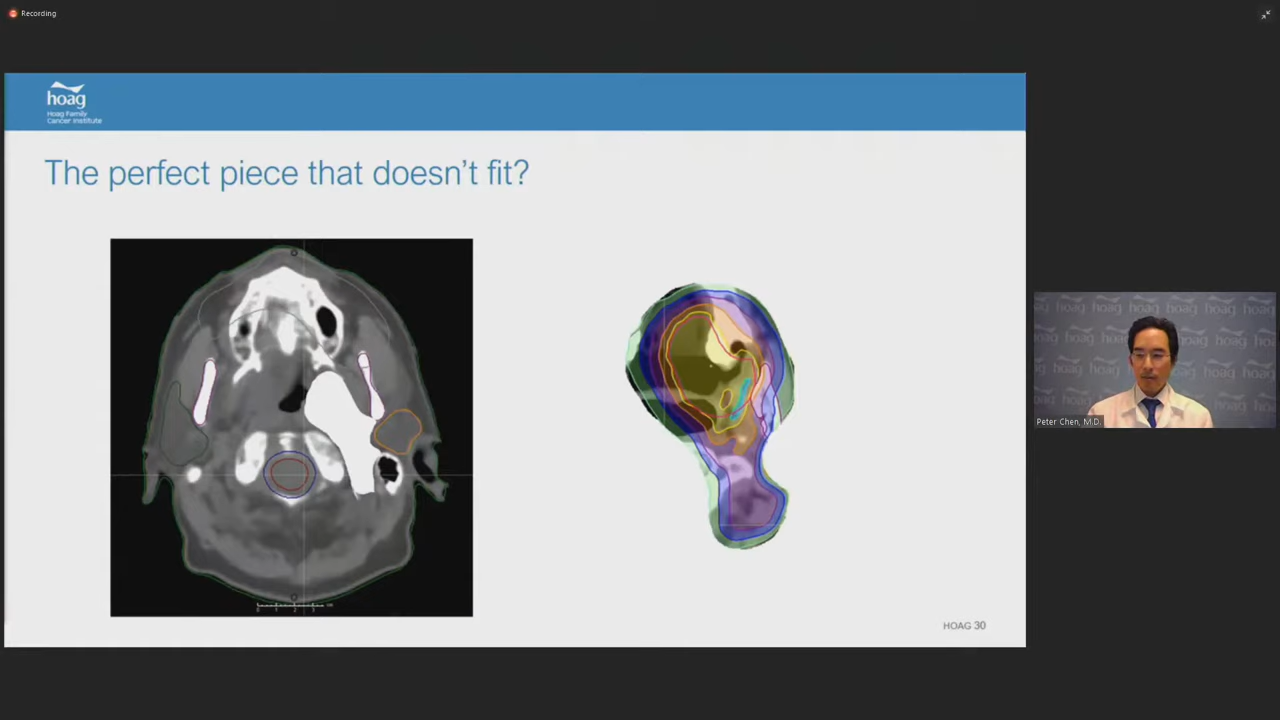 Recording
hoag
Hoag Family
Cancer Institute
The perfect piece that doesn't fit?
Peter Chen, M.D.
HOAG 30